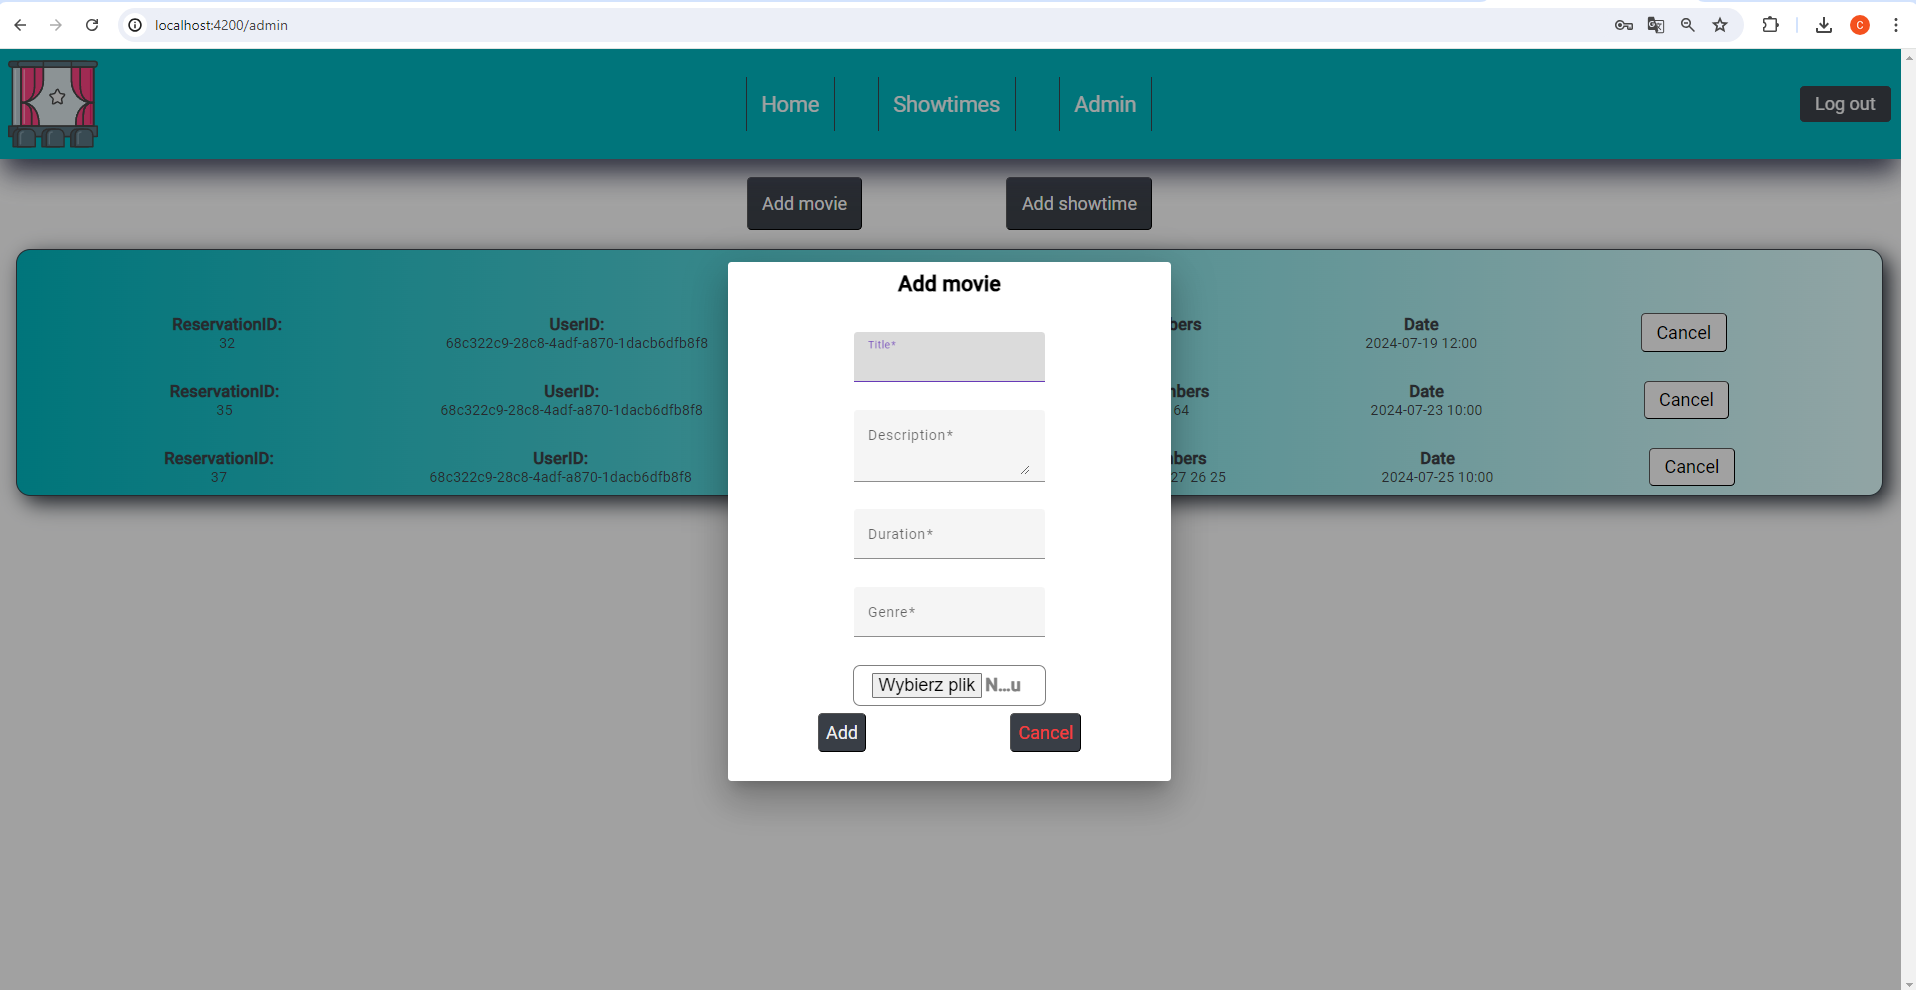 localhost:4200/admin
C
Home
Showtimes
Admin
Log out
Add movie
Add showtime
ReservationID:
32
UserID:
68c322c9-28c8-4adf-a870-1dacb6dfb8f8
bers
Date
2024-07-19 12:00
Cancel
ReservationID:
35
UserID:
68c322c9-28c8-4adf-a870-1dacb6dfb8f8
nbers
64
Date
2024-07-23 10:00
Cancel
ReservationID:
37
UserID:
68c322c9-28c8-4adf-a870-1dacb6dfb8f8
bers
27 26 25
Date
2024-07-25 10:00
Cancel
Add movie
Title*
Description*
Duration*
Genre*
Wybierz plik N...u
Add
Cancel